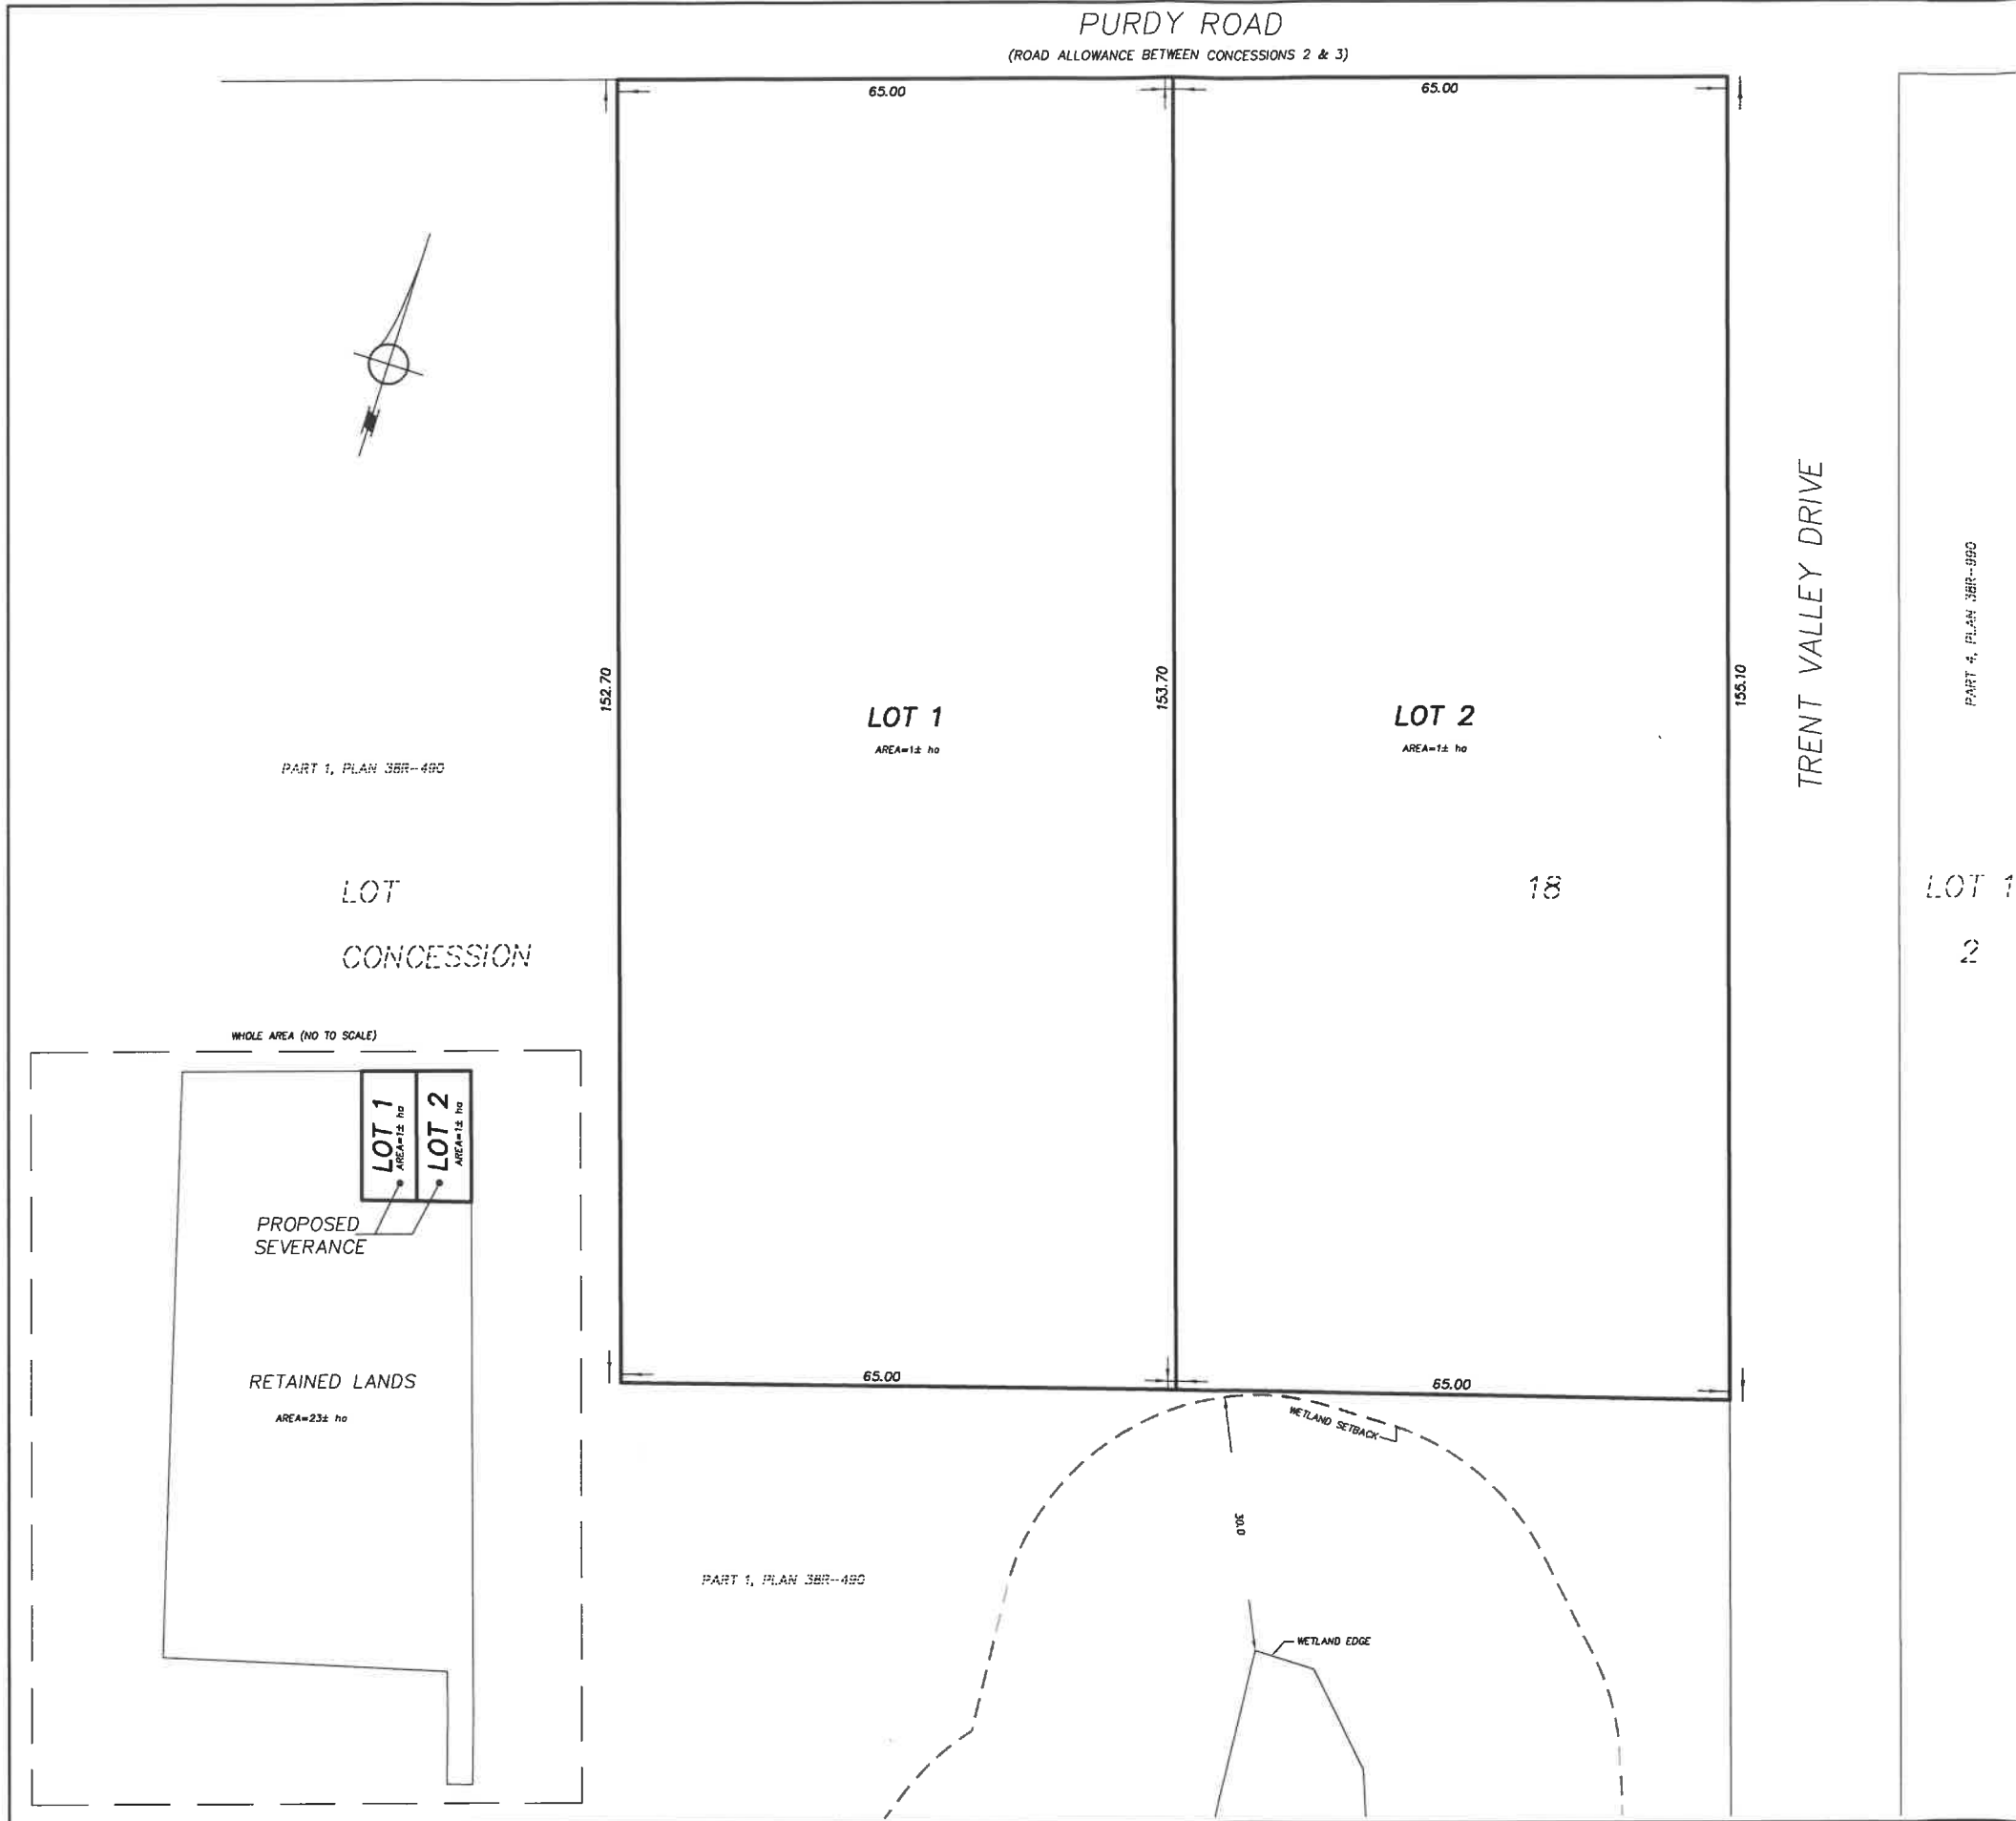 PURDY ROAD
(ROAD ALLOWANCE BETWEEN CONCESSIONS 2 & 3)
65.00
65.00
152.70
153.70
155.10
LOT 1
AREA=1± ha
LOT 2
AREA=1± ha
TRENT VALLEY DRIVE
PART 4, PLAN 38R-990
PART 1, PLAN 38R-490
LOT
18
LOT 1
CONCESSION
2
WHOLE AREA (NO TO SCALE)
LOT 1
AREA=1± ha
LOT 2
AREA=1± ha
PROPOSED
SEVERANCE
RETAINED LANDS
AREA=23± ha
65.00
65.00
WETLAND SETBACK
30.0
PART 1, PLAN 38R-490
WETLAND EDGE